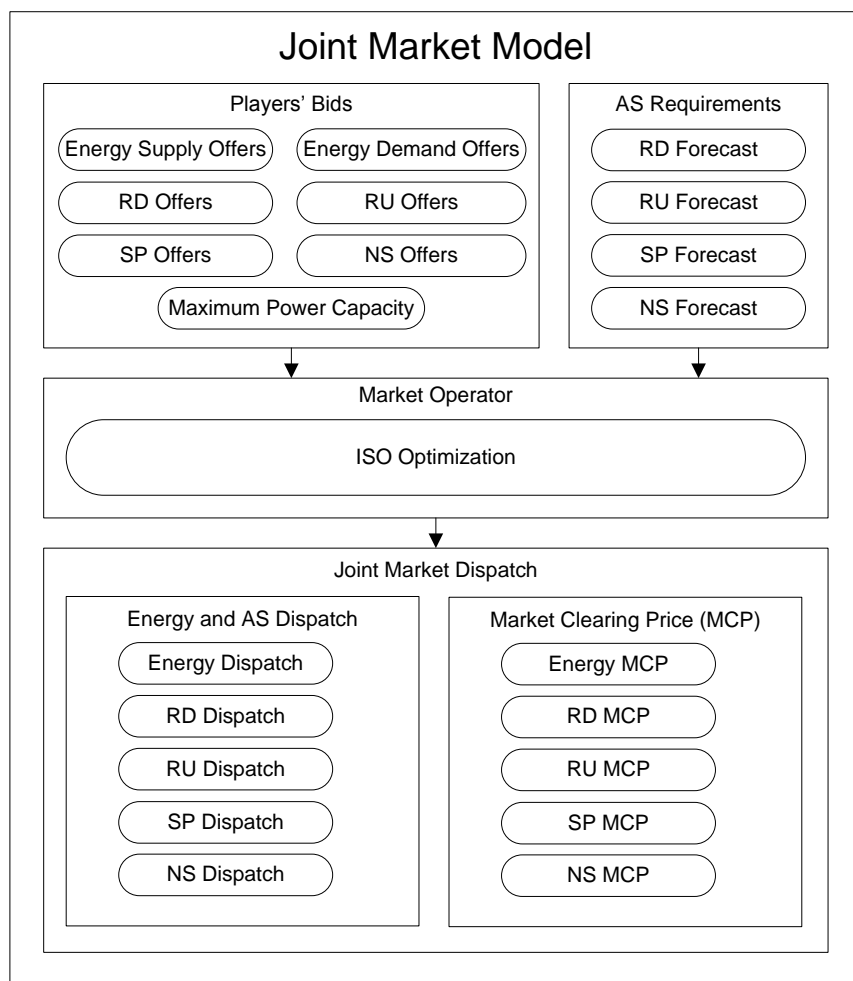 Joint Market Model
Players' Bids
Energy Supply Offers
Energy Demand Offers
RD Offers
RU Offers
SP Offers
NS Offers
Maximum Power Capacity
AS Requirements
RD Forecast
RU Forecast
SP Forecast
NS Forecast
Market Operator
ISO Optimization
Joint Market Dispatch
Energy and AS Dispatch
Energy Dispatch
RD Dispatch
RU Dispatch
SP Dispatch
NS Dispatch
Market Clearing Price (MCP)
Energy MCP
RD MCP
RU MCP
SP MCP
NS MCP